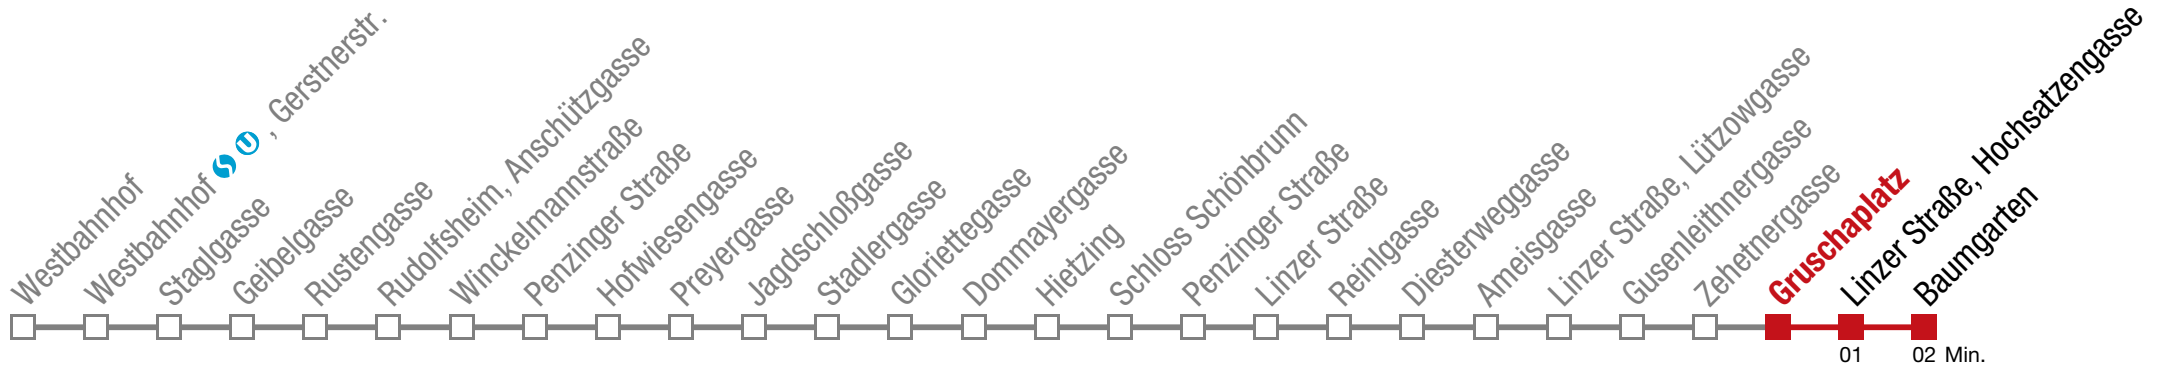 Westbahnhof
Westbahnhof S U , Gerstnerstr.
Staglgasse
Geibelgasse
Rustengasse
Rudolfsheim, Anschützgasse
Winckelmannstraße
Penzinger Straße
Hofwiesengasse
Preyergasse
Jagdschloßgasse
Stadlergasse
Gloriettegasse
Dommayergasse
Hietzing
Schloss Schönbrunn
Penzinger Straße
Linzer Straße
Reinlgasse
Diesterweggasse
Ameisgasse
Linzer Straße, Lützowgasse
Gusenleithnergasse
Zehetnergasse
Gruschaplatz
Linzer Straße, Hochsatzengasse
Baumgarten
01 02 Min.